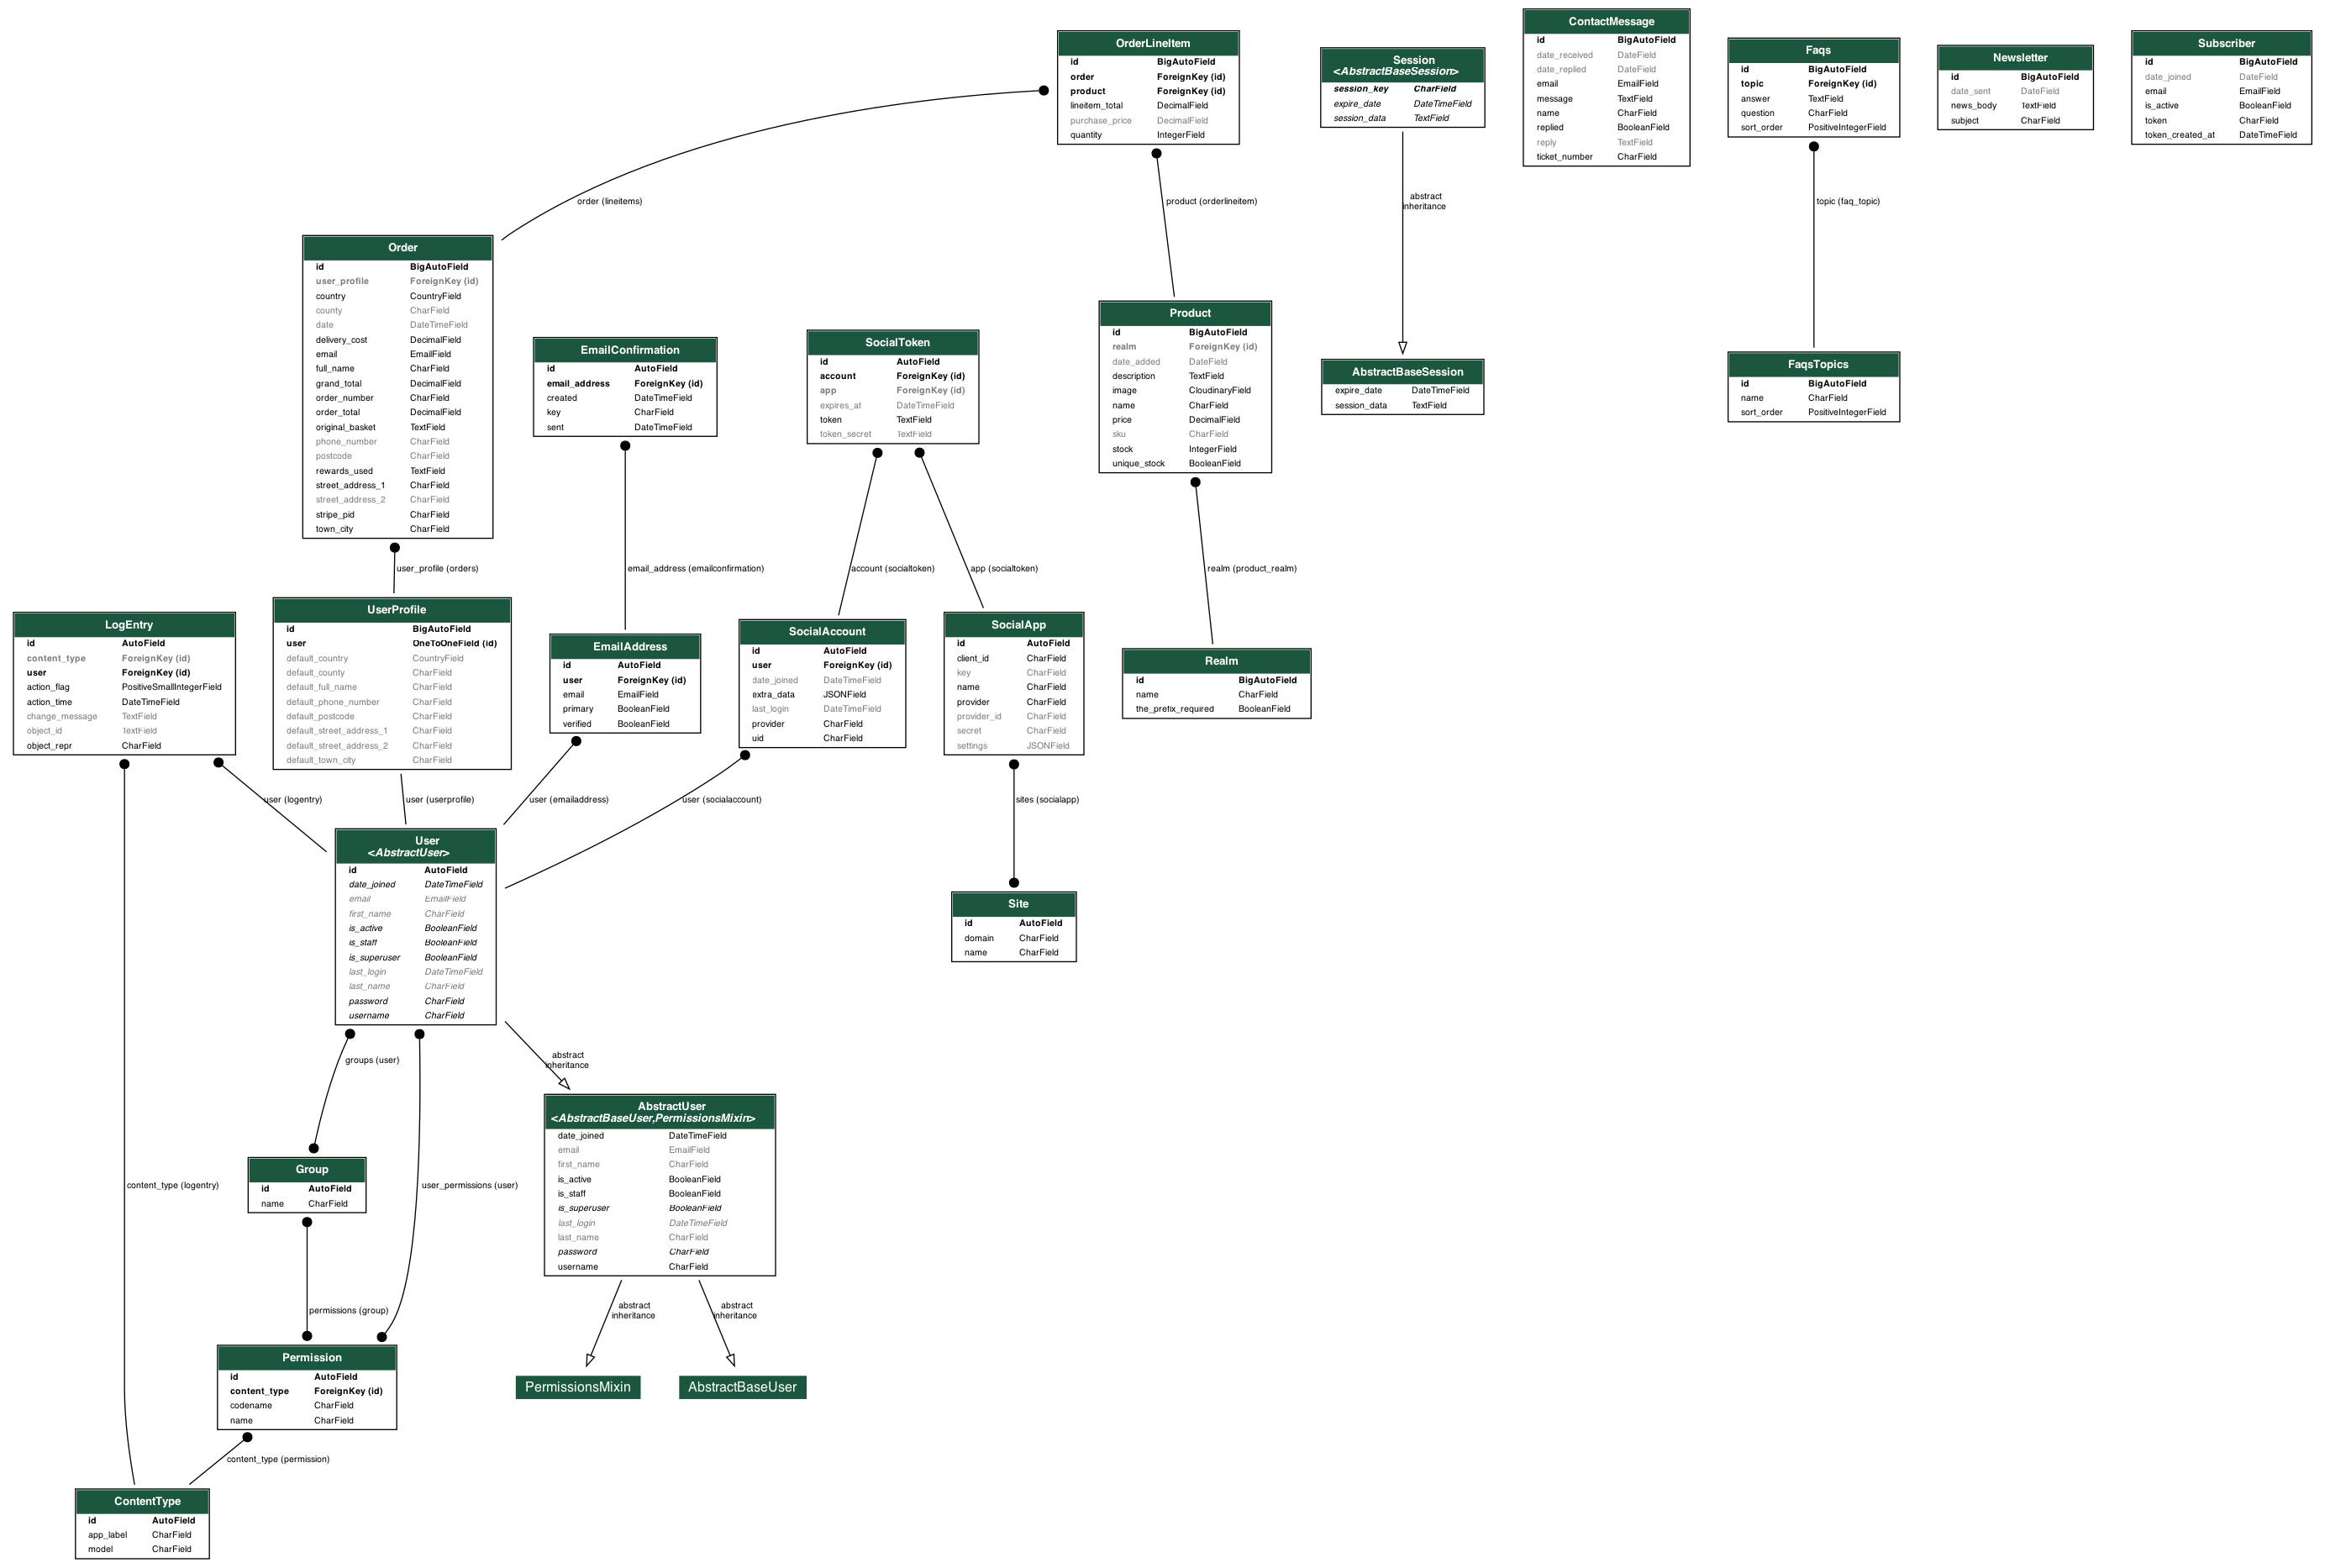 OrderLineItem
id BigAutoField
order ForeignKey (id)
product ForeignKey (id)
lineitem_total DecimalField
purchase_price DecimalField
quantity IntegerField
Session
<AbstractBaseSession>
session_key CharField
expire_date DateTimeField
session_data TextField
ContactMessage
id BigAutoField
date_received DateField
date_replied DateField
email EmailField
message TextField
name CharField
replied BooleanField
reply TextField
ticket_number CharField
Faqs
id BigAutoField
topic ForeignKey (id)
answer TextField
question CharField
sort_order PositiveIntegerField
Newsletter
id BigAutoField
date_sent DateField
news_body TextField
subject CharField
Subscriber
id BigAutoField
date_joined DateField
email EmailField
is_active BooleanField
token CharField
token_created_at DateTimeField
order (lineitems)
product (orderlineitem)
abstract
inheritance
topic (faq_topic)
Order
id BigAutoField
user_profile ForeignKey (id)
country CountryField
county CharField
date DateTimeField
delivery_cost DecimalField
email EmailField
full_name CharField
grand_total DecimalField
order_number CharField
order_total DecimalField
original_basket TextField
phone_number CharField
postcode CharField
rewards_used TextField
street_address_1 CharField
street_address_2 CharField
stripe_pid CharField
town_city CharField
EmailConfirmation
id AutoField
email_address ForeignKey (id)
created DateTimeField
key CharField
sent DateTimeField
SocialToken
id AutoField
account ForeignKey (id)
app ForeignKey (id)
expires_at DateTimeField
token TextField
token_secret TextField
Product
id BigAutoField
realm ForeignKey (id)
date_added DateField
description TextField
image CloudinaryField
name CharField
price DecimalField
sku CharField
stock IntegerField
unique_stock BooleanField
AbstractBaseSession
expire_date DateTimeField
session_data TextField
FaqsTopics
id BigAutoField
name CharField
sort_order PositiveIntegerField
user_profile (orders)
email_address (emailconfirmation)
account (socialtoken)
app (socialtoken)
realm (product_realm)
LogEntry
id AutoField
content_type ForeignKey (id)
user ForeignKey (id)
action_flag PositiveSmallIntegerField
action_time DateTimeField
change_message TextField
object_id TextField
object_repr CharField
UserProfile
id BigAutoField
user OneToOneField (id)
default_country CountryField
default_county CharField
default_full_name CharField
default_phone_number CharField
default_postcode CharField
default_street_address_1 CharField
default_street_address_2 CharField
default_town_city CharField
EmailAddress
id AutoField
user ForeignKey (id)
email EmailField
primary BooleanField
verified BooleanField
SocialAccount
id AutoField
user ForeignKey (id)
date_joined DateTimeField
extra_data JSONField
last_login DateTimeField
provider CharField
uid CharField
SocialApp
id AutoField
client_id CharField
key CharField
name CharField
provider CharField
provider_id CharField
secret CharField
settings JSONField
Realm
id BigAutoField
name CharField
the_prefix_required BooleanField
user (logentry)
user (userprofile)
user (emailaddress)
user (socialaccount)
sites (socialapp)
User
<AbstractUser>
id AutoField
date_joined DateTimeField
email EmailField
first_name CharField
is_active BooleanField
is_staff BooleanField
is_superuser BooleanField
last_login DateTimeField
last_name CharField
password CharField
username CharField
Site
id AutoField
domain CharField
name CharField
groups (user)
abstract
inheritance
AbstractUser
<AbstractBaseUser,PermissionsMixin>
date_joined DateTimeField
email EmailField
first_name CharField
is_active BooleanField
is_staff BooleanField
is_superuser BooleanField
last_login DateTimeField
last_name CharField
password CharField
username CharField
Group
id AutoField
name CharField
content_type (logentry)
user_permissions (user)
permissions (group)
abstract
inheritance
abstract
inheritance
Permission
id AutoField
content_type ForeignKey (id)
codename CharField
name CharField
PermissionsMixin
AbstractBaseUser
content_type (permission)
ContentType
id AutoField
app_label CharField
model CharField